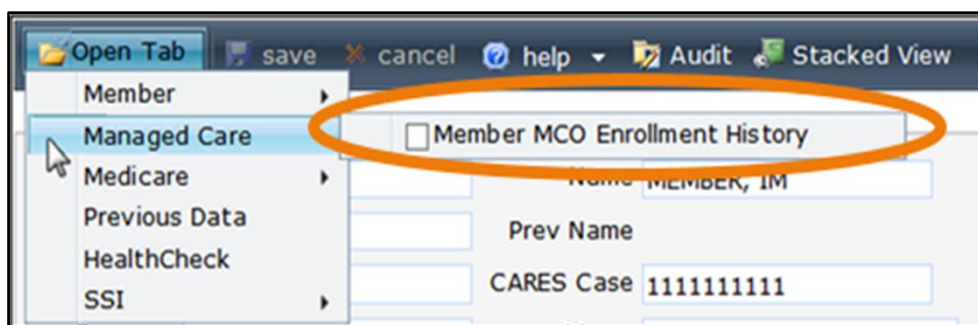 Open Tab save cancel help Audit Stacked View
Member
Managed Care Member MCO Enrollment History
Medicare Name MEMBER, IM
Previous Data Prev Name
HealthCheck
SSI CARES Case 1111111111